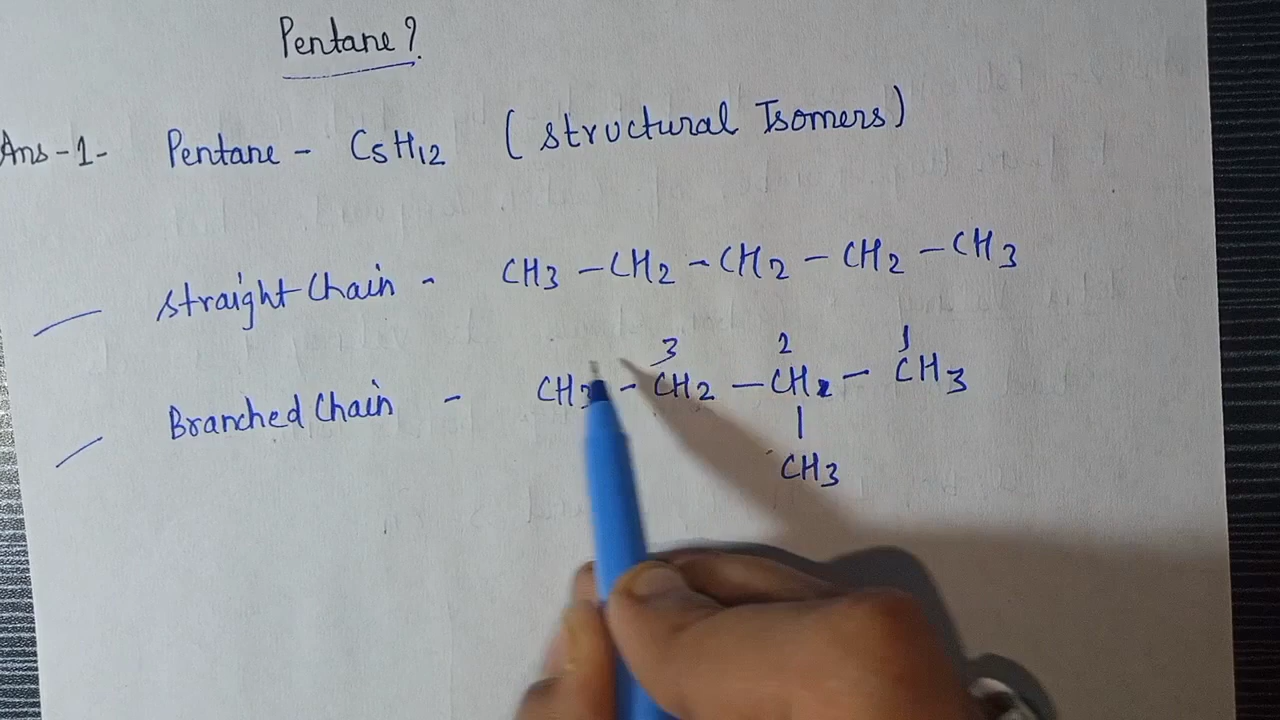 Pentane?
Ans-1- Pentane - C5H12 (structural Isomers)
straight chain - CH3 - CH2 - CH2 - CH2 - CH3
3 2 1
Branched chain - CH3 - CH2 - CH2 - CH3
|
CH3